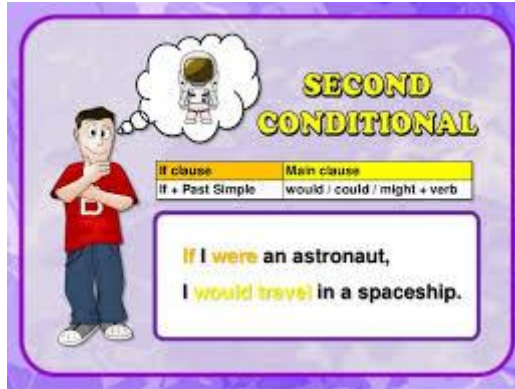 SECOND
CONDITIONAL
If clause Main clause
If + Past Simple would / could / might + verb
B
If I were an astronaut,
I would travel in a spaceship.